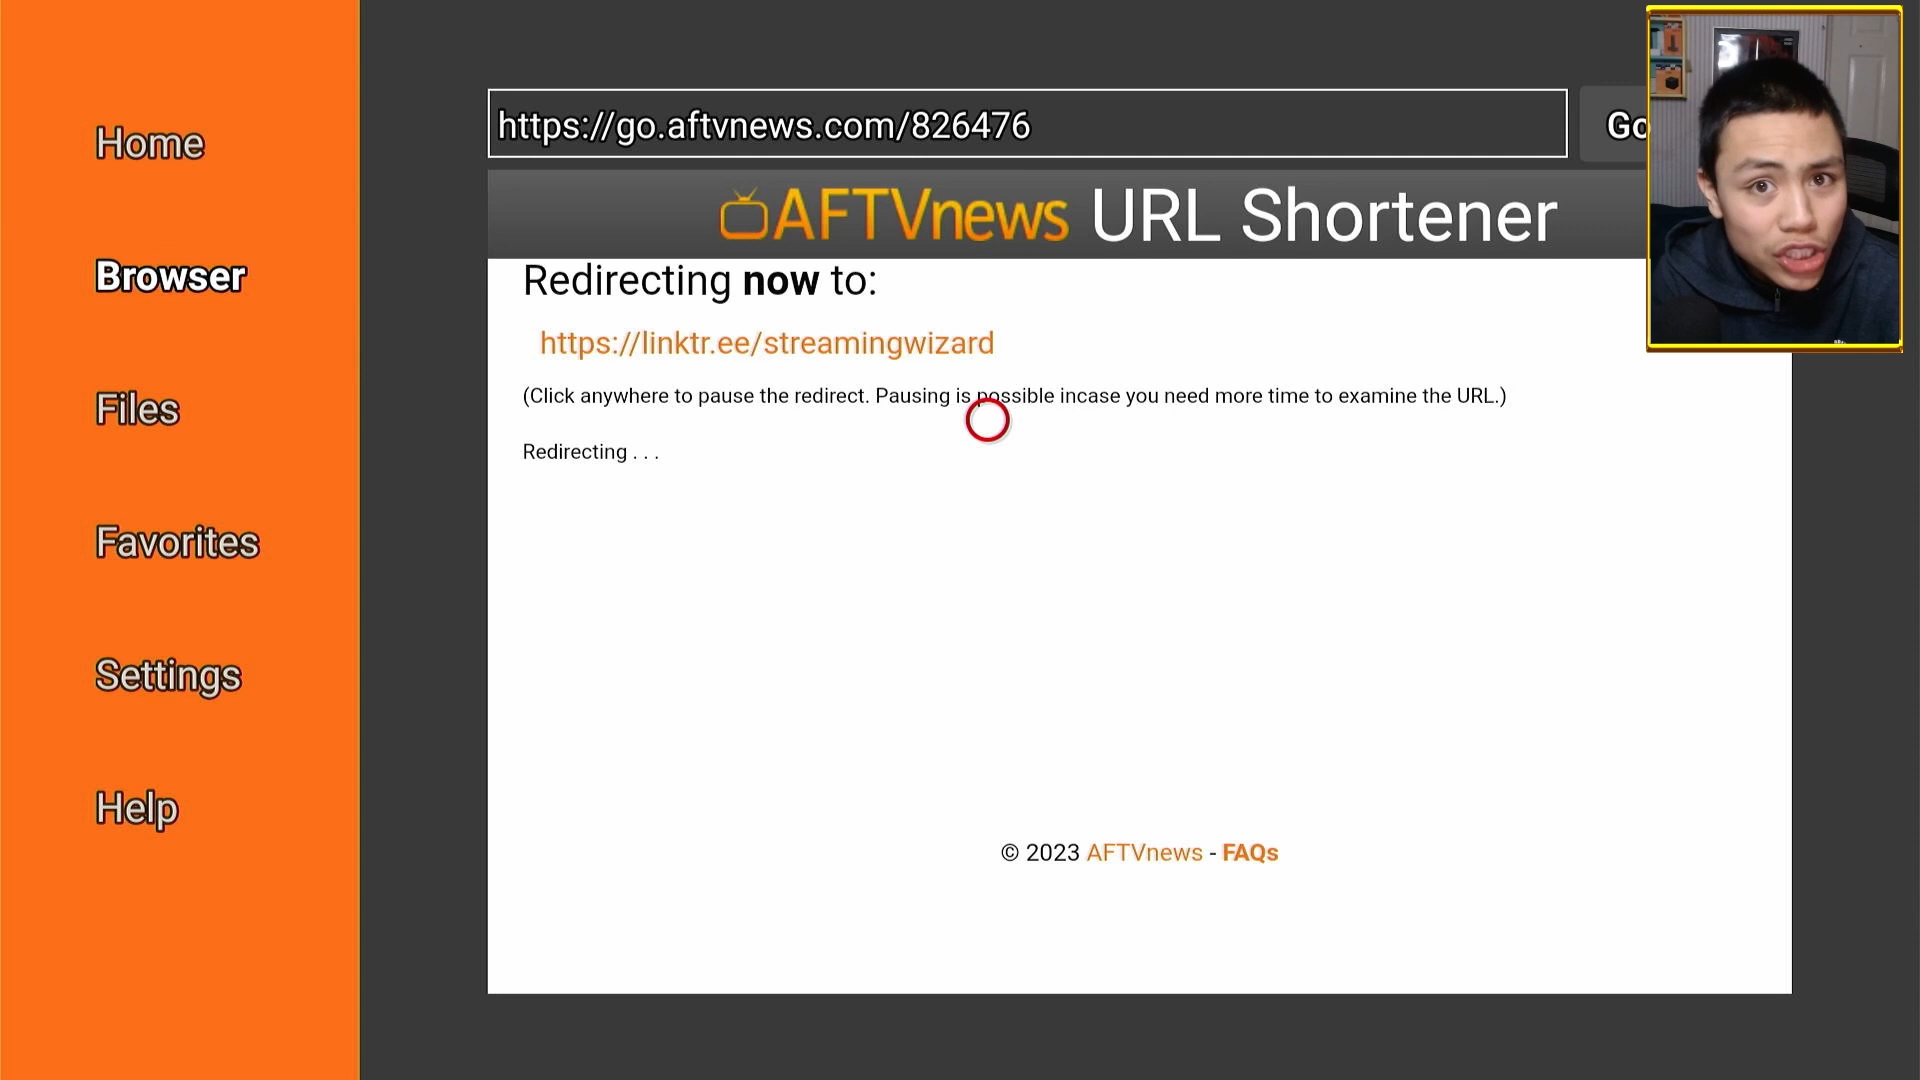 Home
Browser
Files
Favorites
Settings
Help
https://go.aftvnews.com/826476
Go
AFTVnews URL Shortener
Redirecting now to:
https://linktr.ee/streamingwizard
(Click anywhere to pause the redirect. Pausing is possible incase you need more time to examine the URL.)
Redirecting . . .
© 2023 AFTVnews - FAQs